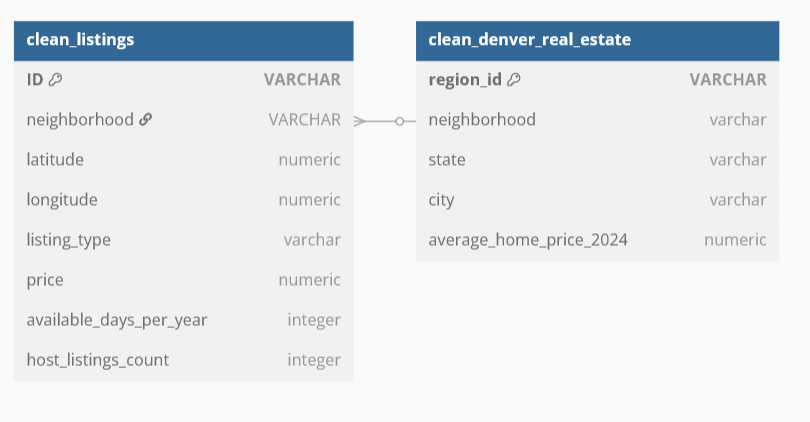 clean_listings
ID VARCHAR
neighborhood VARCHAR
latitude numeric
longitude numeric
listing_type varchar
price numeric
available_days_per_year integer
host_listings_count integer
clean_denver_real_estate
region_id VARCHAR
neighborhood varchar
state varchar
city varchar
average_home_price_2024 numeric